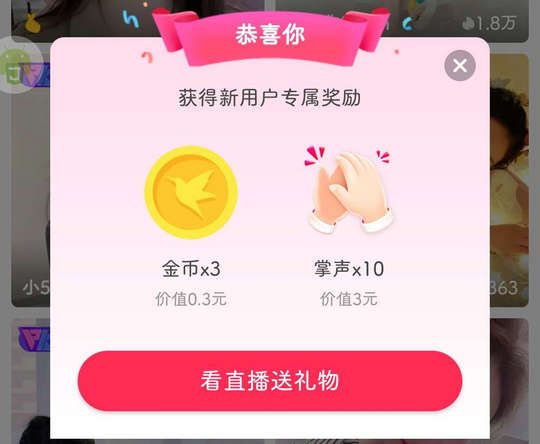 恭喜你
1.8万
获得新用户专属奖励
金币x3
掌声x10
价值0.3元
价值3元
小5
363
看直播送礼物